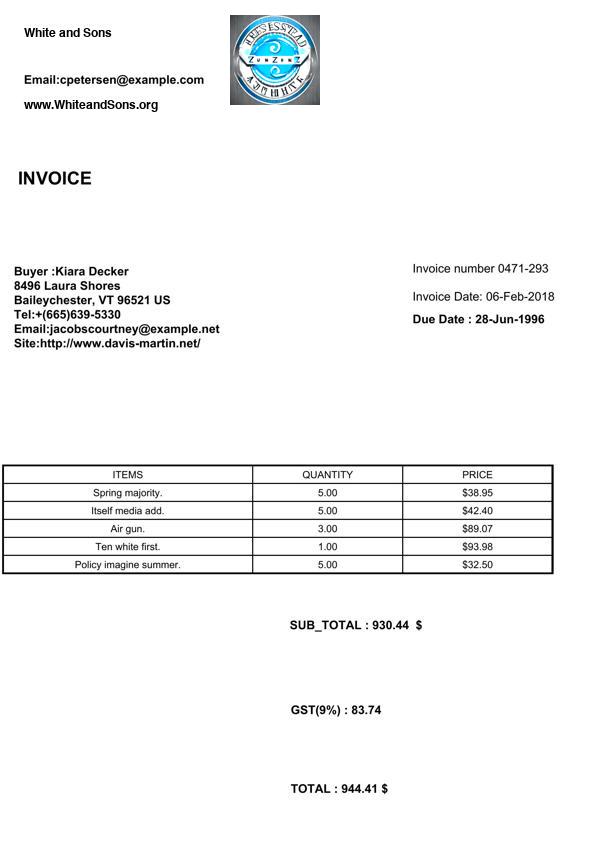 White and Sons
Email:cpetersen@example.com
www.WhiteandSons.org
INVOICE
Buyer :Kiara Decker
8496 Laura Shores
Baileychester, VT 96521 US
Tel:+(665)639-5330
Email:jacobscourtney@example.net
Site:http://www.davis-martin.net/
Invoice number 0471-293
Invoice Date: 06-Feb-2018
Due Date : 28-Jun-1996
ITEMS QUANTITY PRICE
Spring majority. 5.00 $38.95
Itself media add. 5.00 $42.40
Air gun. 3.00 $89.07
Ten white first. 1.00 $93.98
Policy imagine summer. 5.00 $32.50
SUB_TOTAL : 930.44 $
GST(9%) : 83.74
TOTAL : 944.41 $